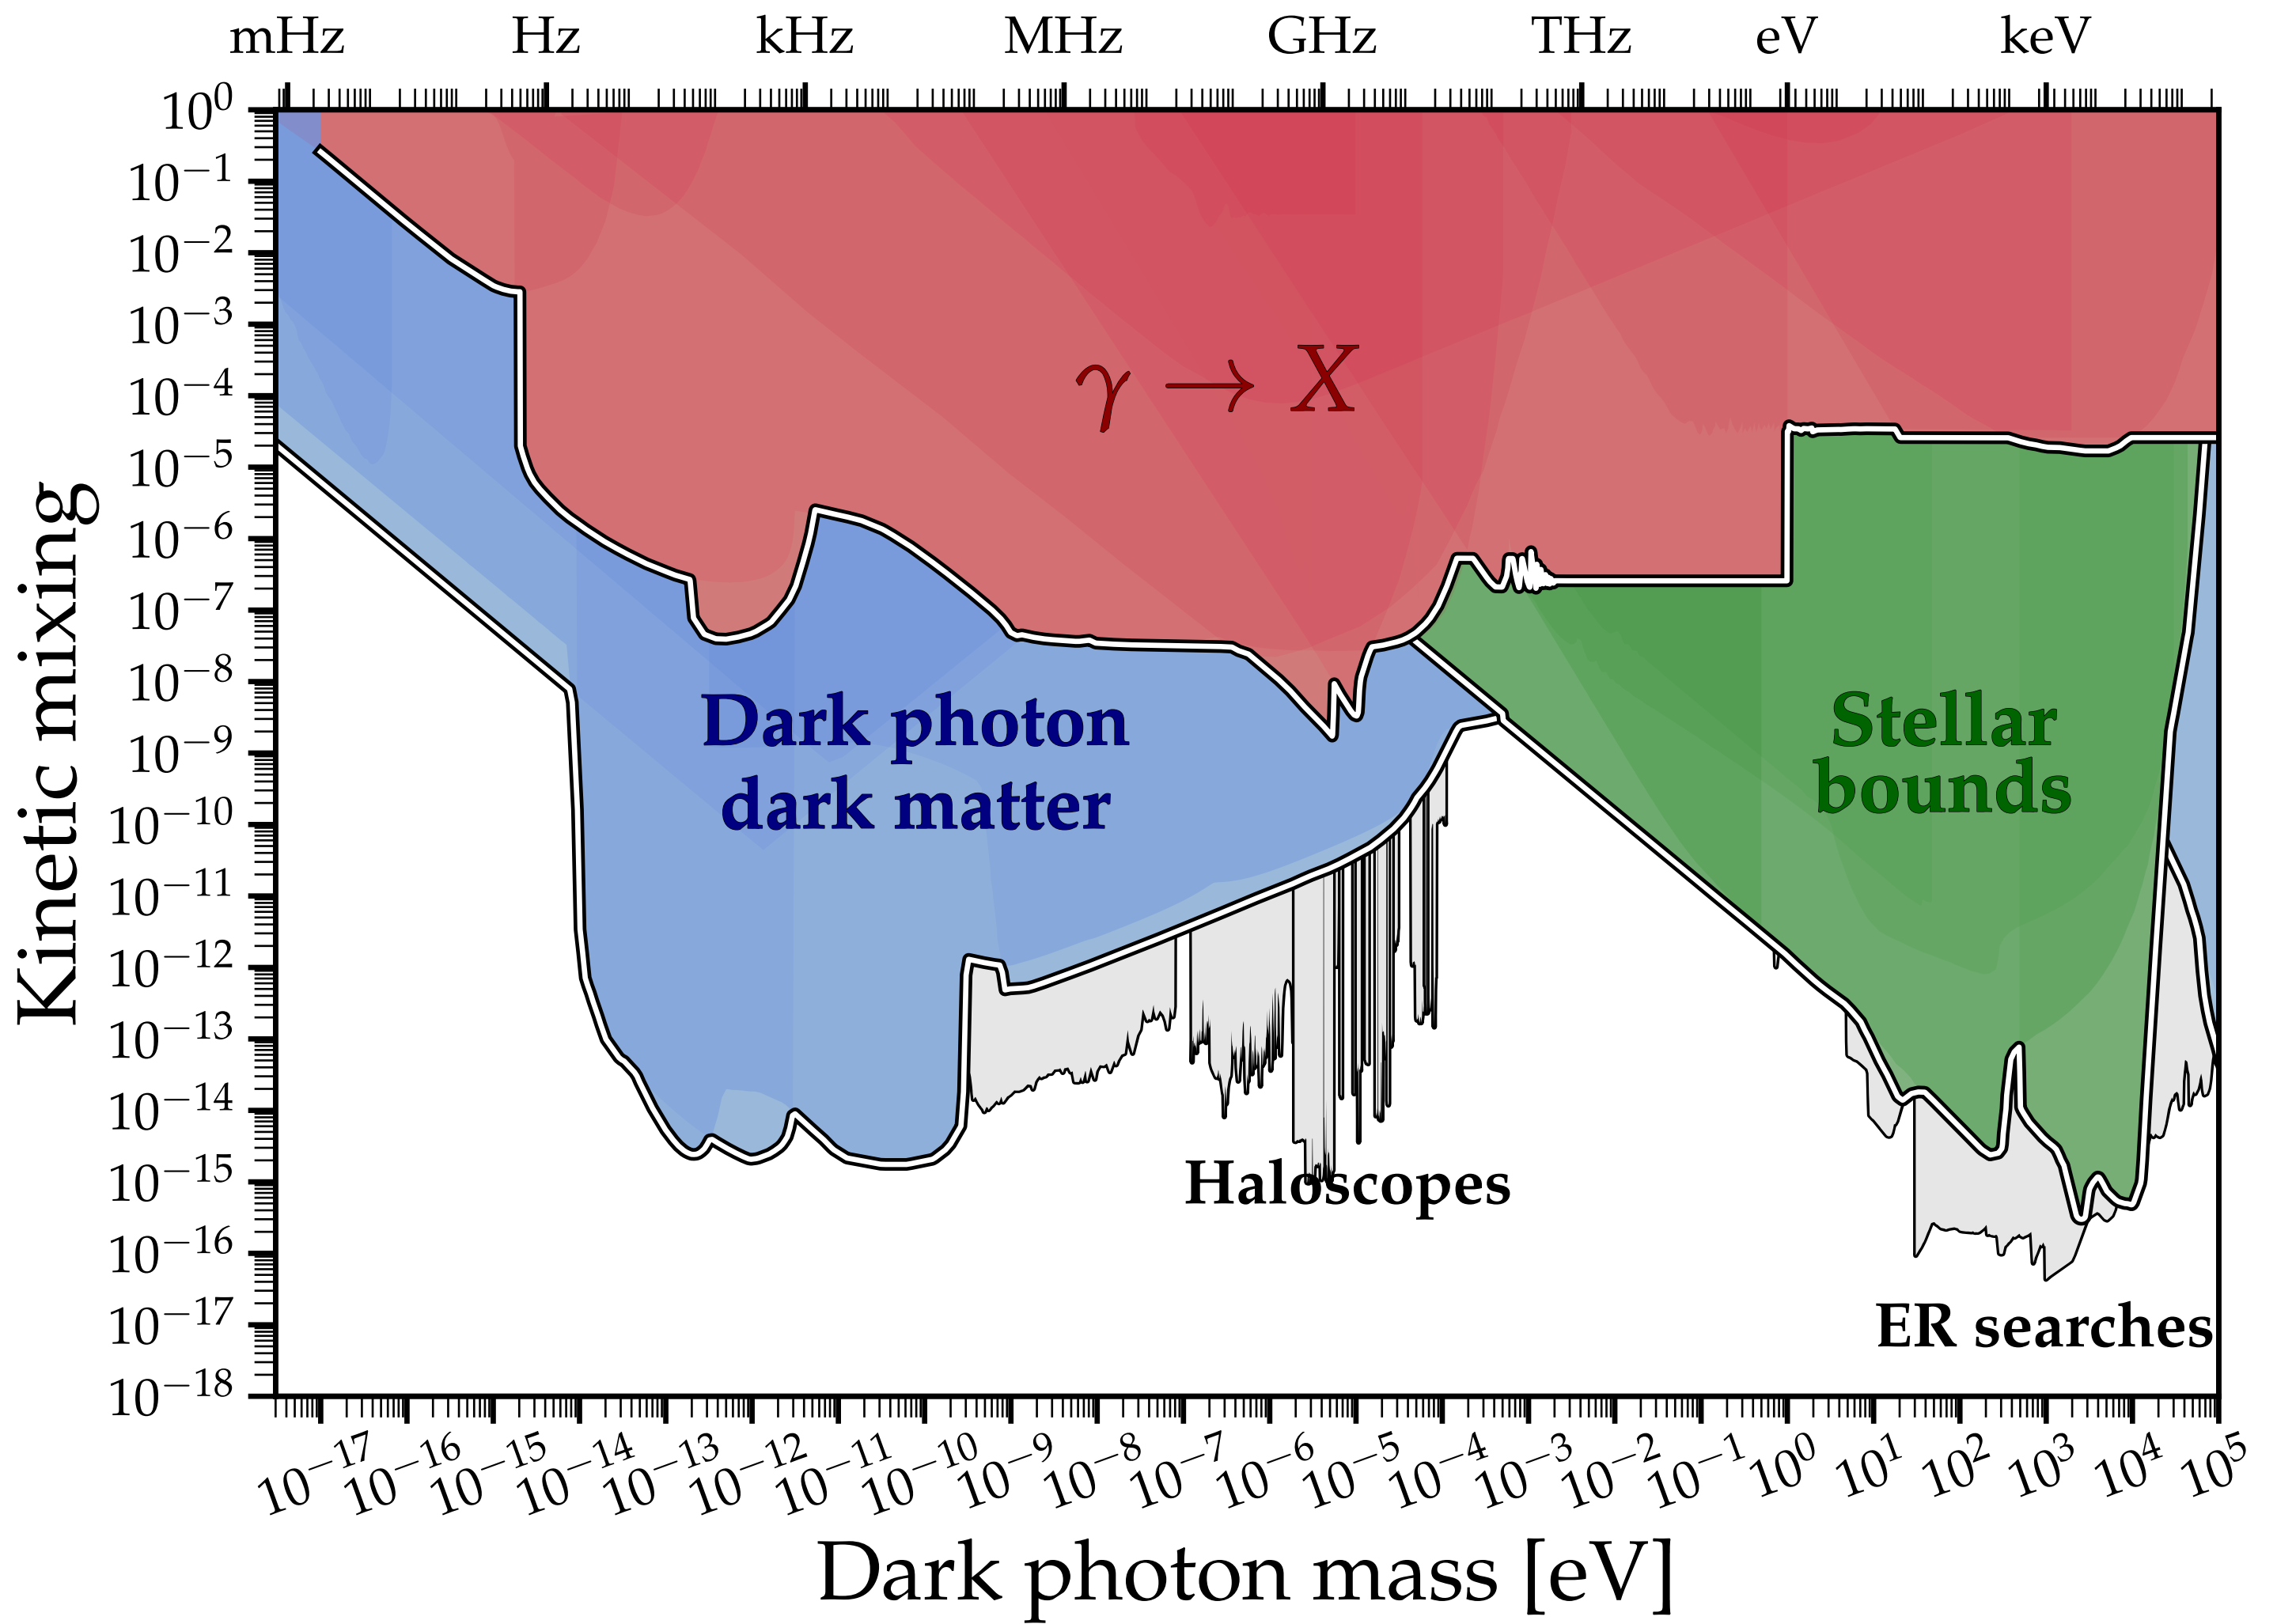 mHz Hz kHz MHz GHz THz eV keV
10⁰
10⁻¹
10⁻²
10⁻³
10⁻⁴
10⁻⁵
10⁻⁶
10⁻⁷
10⁻⁸
10⁻⁹
10⁻¹⁰
10⁻¹¹
10⁻¹²
10⁻¹³
10⁻¹⁴
10⁻¹⁵
10⁻¹⁶
10⁻¹⁷
10⁻¹⁸
Kinetic mixing
γ → X
Dark photon
dark matter
Stellar
bounds
Haloscopes
ER searches
10⁻¹⁷ 10⁻¹⁶ 10⁻¹⁵ 10⁻¹⁴ 10⁻¹³ 10⁻¹² 10⁻¹¹ 10⁻¹⁰ 10⁻⁹ 10⁻⁸ 10⁻⁷ 10⁻⁶ 10⁻⁵ 10⁻⁴ 10⁻³ 10⁻² 10⁻¹ 10⁰ 10¹ 10² 10³ 10⁴ 10⁵
Dark photon mass [eV]